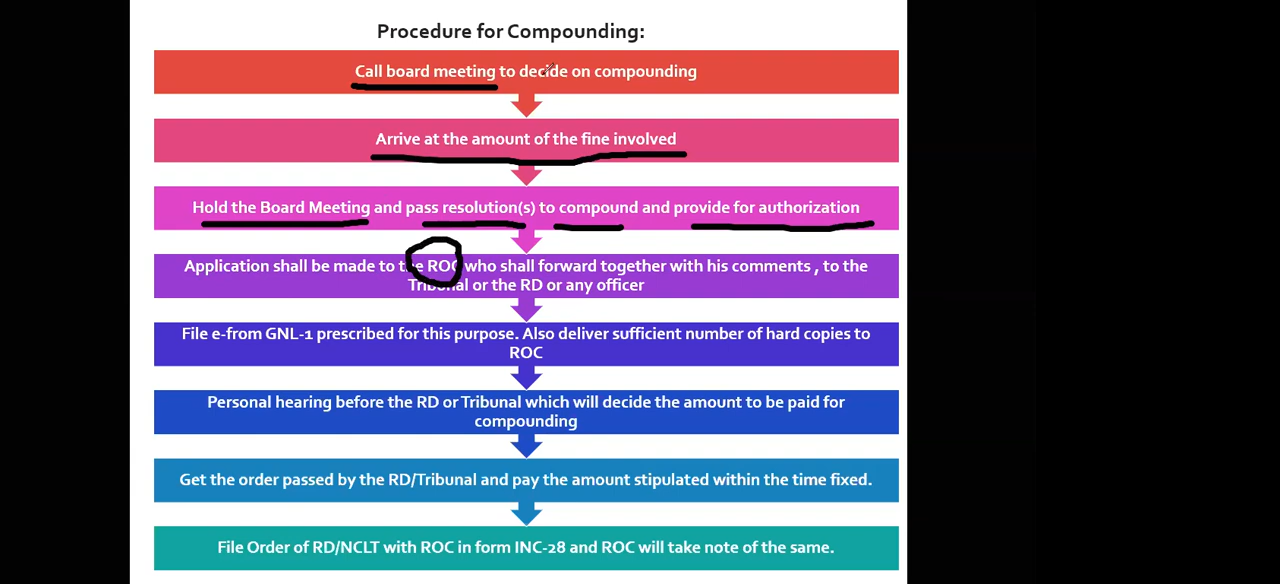 Procedure for Compounding:
Call board meeting to decide on compounding
Arrive at the amount of the fine involved
Hold the Board Meeting and pass resolution(s) to compound and provide for authorization
Application shall be made to the ROC who shall forward together with his comments , to the
Tribunal or the RD or any officer
File e-from GNL-1 prescribed for this purpose. Also deliver sufficient number of hard copies to
ROC
Personal hearing before the RD or Tribunal which will decide the amount to be paid for
compounding
Get the order passed by the RD/Tribunal and pay the amount stipulated within the time fixed.
File Order of RD/NCLT with ROC in form INC-28 and ROC will take note of the same.